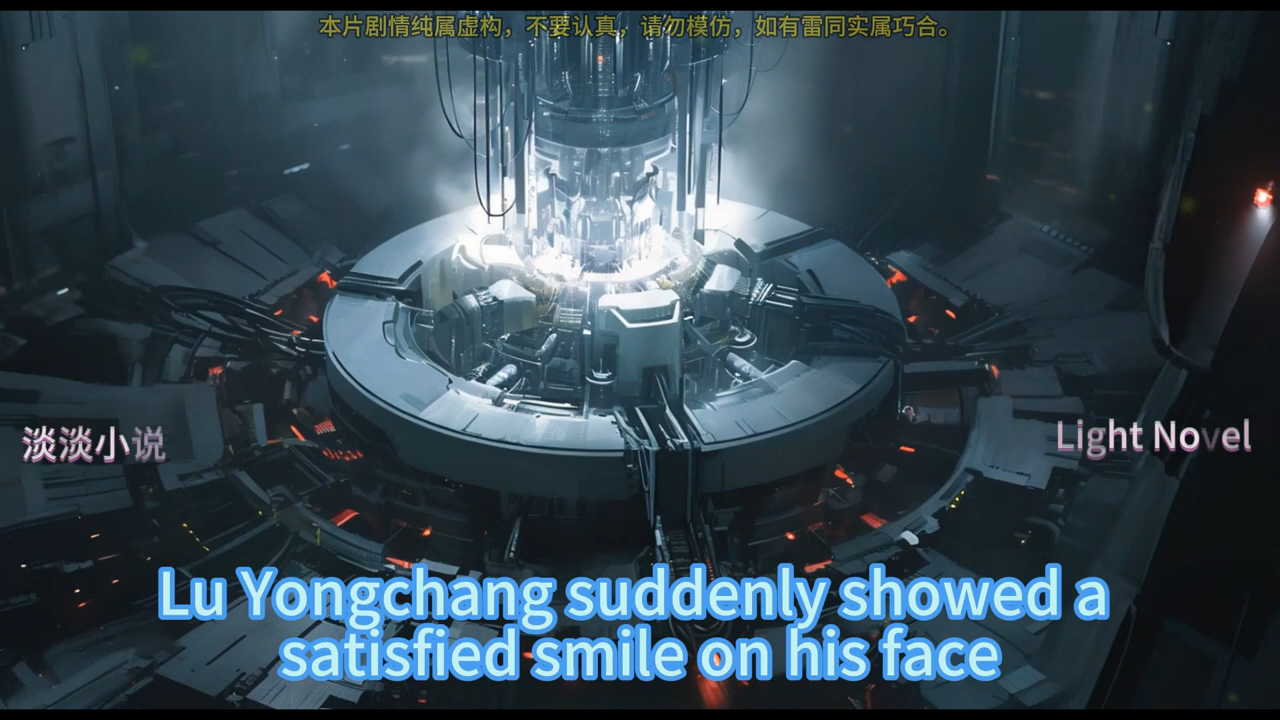 本片剧情纯属虚构，不要认真，请勿模仿，如有雷同实属巧合。
淡淡小说
Light Novel
Lu Yongchang suddenly showed a
satisfied smile on his face